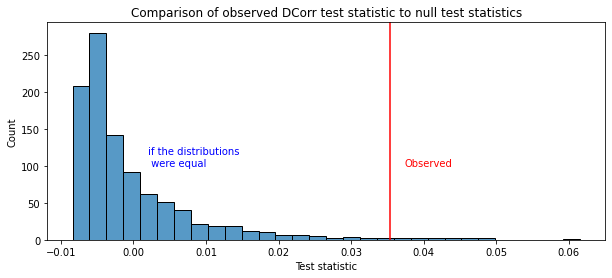 Comparison of observed DCorr test statistic to null test statistics
250
200
150
100
50
0
Count
if the distributions
were equal
Observed
−0.01 0.00 0.01 0.02 0.03 0.04 0.05 0.06
Test statistic